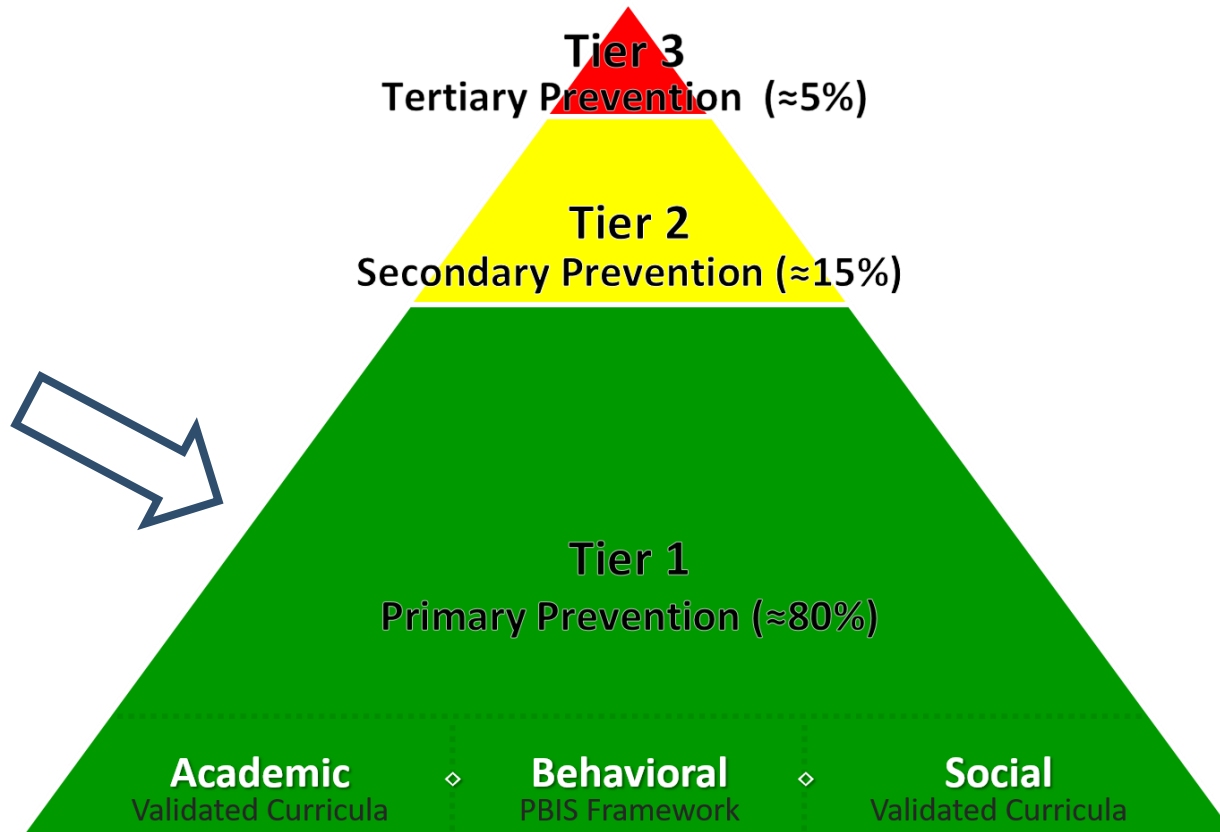 Tier 3
Tertiary Prevention (≈5%)
Tier 2
Secondary Prevention (≈15%)
Tier 1
Primary Prevention (≈80%)
Academic ◇ Behavioral ◇ Social
Validated Curricula PBIS Framework Validated Curricula